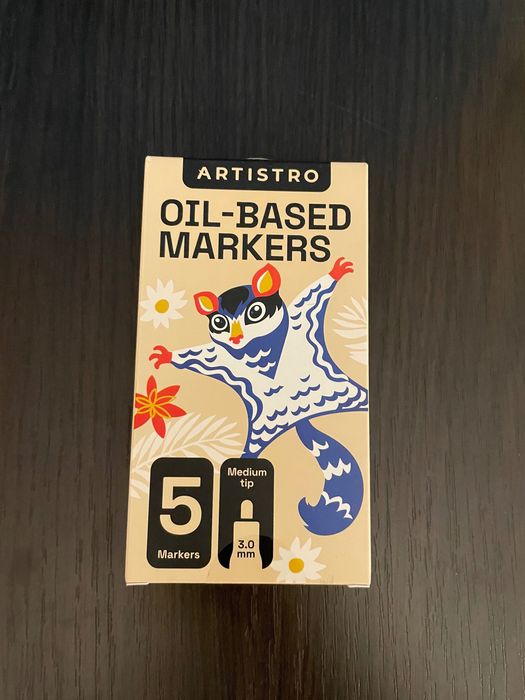 ARTISTRO
OIL-BASED
MARKERS
5
Markers
Medium
tip
3.0
mm